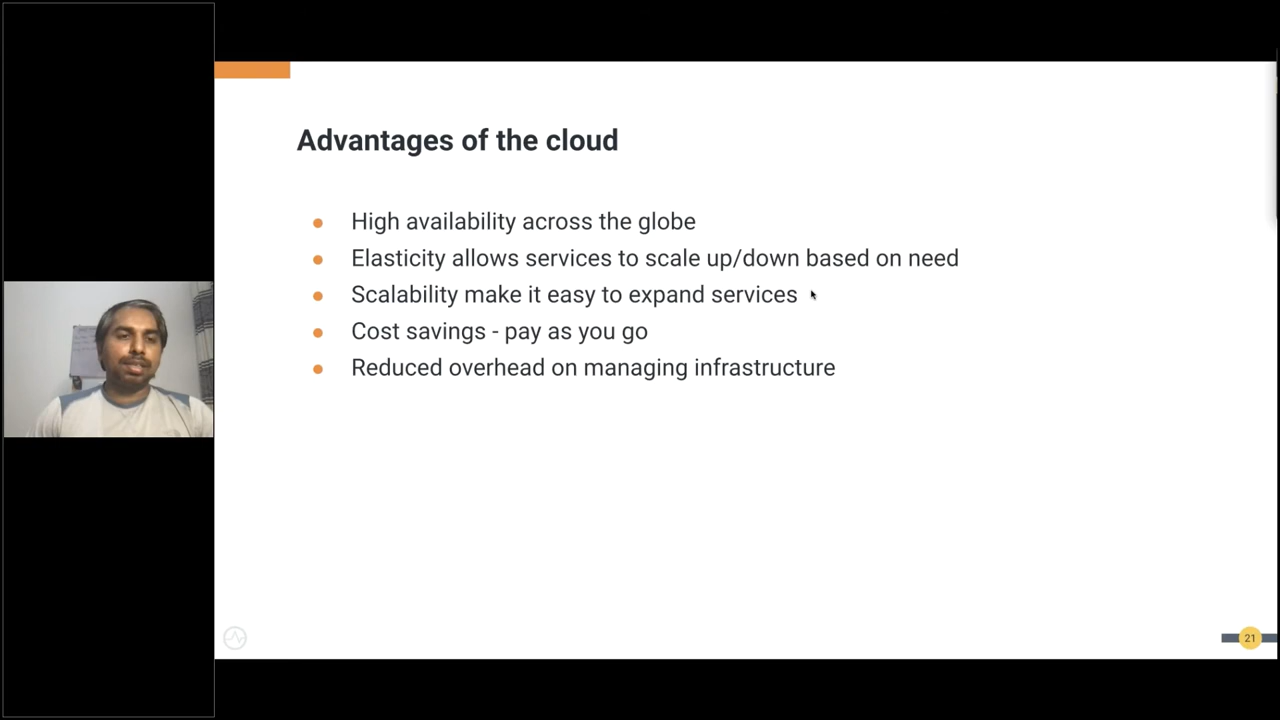 Advantages of the cloud
● High availability across the globe
● Elasticity allows services to scale up/down based on need
● Scalability make it easy to expand services
● Cost savings - pay as you go
● Reduced overhead on managing infrastructure
21